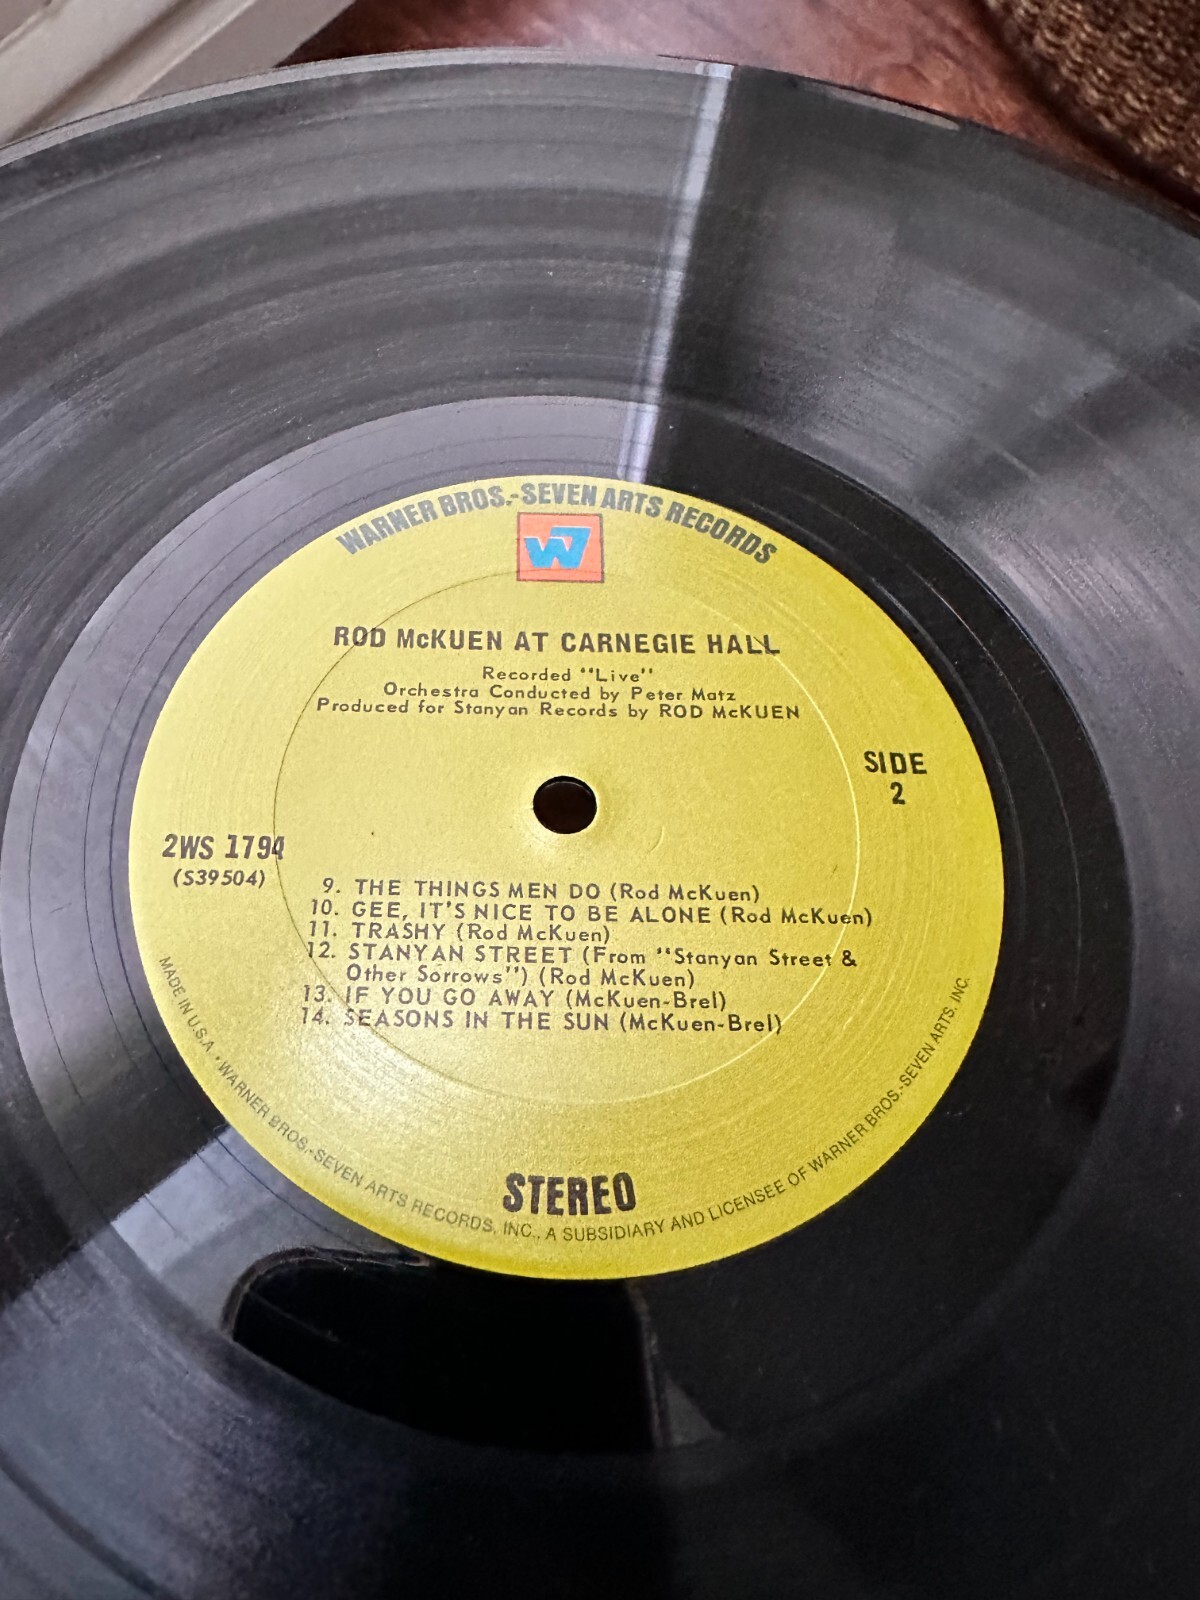 WARNER BROS.-SEVEN ARTS RECORDS
W7
ROD McKUEN AT CARNEGIE HALL
Recorded "Live"
Orchestra Conducted by Peter Matz
Produced for Stanyan Records by ROD McKUEN
SIDE
2
2WS 1794
(S39504)
9. THE THINGS MEN DO (Rod McKuen)
10. GEE, IT'S NICE TO BE ALONE (Rod McKuen)
11. TRASHY (Rod McKuen)
12. STANYAN STREET (From "Stanyan Street &
Other Sorrows") (Rod McKuen)
13. IF YOU GO AWAY (McKuen-Brel)
14. SEASONS IN THE SUN (McKuen-Brel)
STEREO
MADE IN U.S.A. • WARNER BROS.-SEVEN ARTS RECORDS, INC., A SUBSIDIARY AND LICENSEE OF WARNER BROS.-SEVEN ARTS, INC.